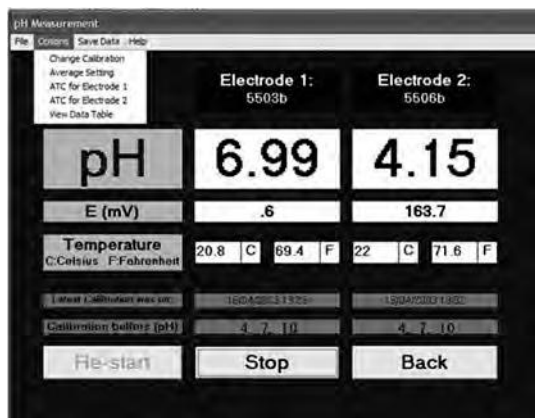 pH Measurement
File Options Save Data Help
Change Calibration
Average Setting
ATC for Electrode 1
ATC for Electrode 2
View Data Table
Electrode 1: Electrode 2:
5503b 5506b
pH 6.99 4.15
E (mV) .6 163.7
Temperature 20.8 C 69.4 F 22 C 71.6 F
C:Celsius F:Fahrenheit
Latest Calibration was on:
Calibration buffers (pH) 4, 7, 10 4, 7, 10
Re-start Stop Back